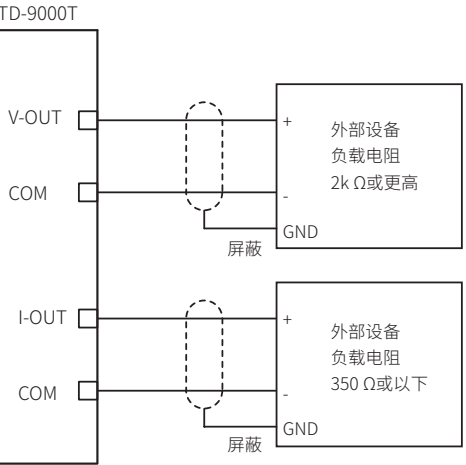 TD-9000T
V-OUT
+
外部设备
负载电阻
2k Ω或更高
COM
-
GND
屏蔽
I-OUT
+
外部设备
负载电阻
350 Ω或以下
COM
-
GND
屏蔽